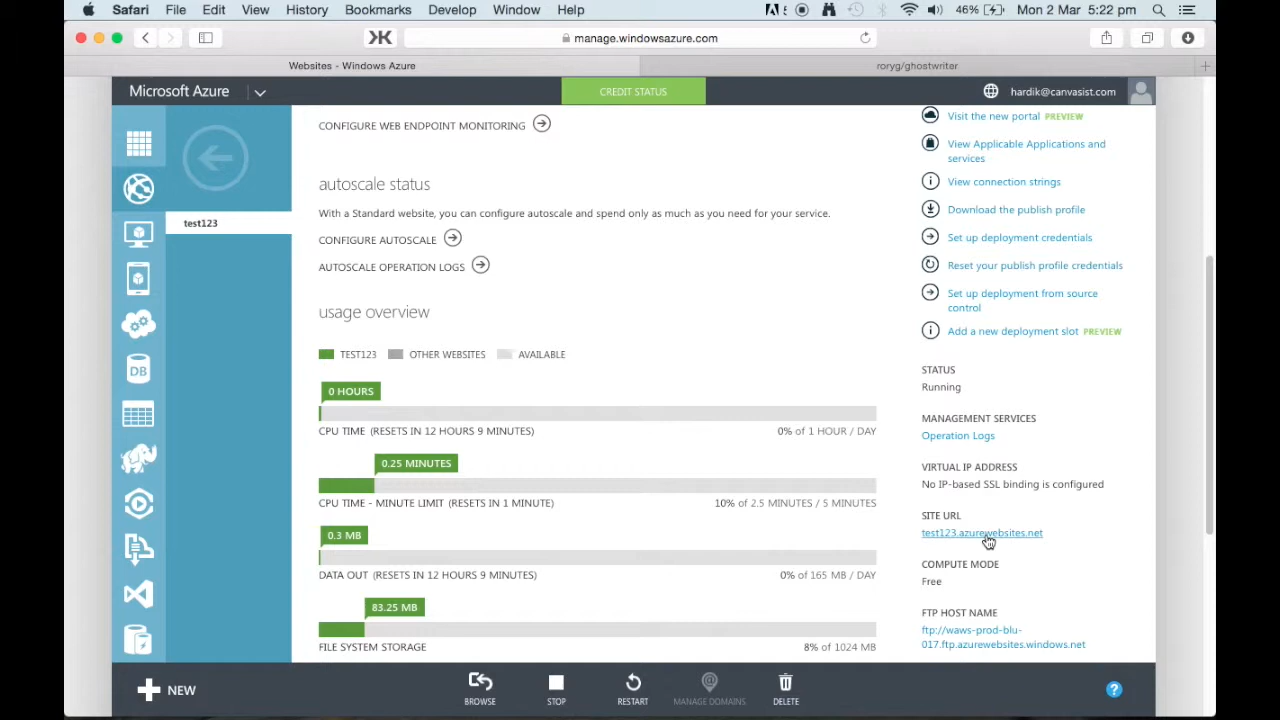 Safari File Edit View History Bookmarks Develop Window Help
46% Mon 2 Mar 5:22 pm
manage.windowsazure.com
Websites - Windows Azure
roryg/ghostwriter
Microsoft Azure
CREDIT STATUS
hardik@canvasist.com
test123
CONFIGURE WEB ENDPOINT MONITORING
autoscale status
With a Standard website, you can configure autoscale and spend only as much as you need for your service.
CONFIGURE AUTOSCALE
AUTOSCALE OPERATION LOGS
usage overview
TEST123 OTHER WEBSITES AVAILABLE
0 HOURS
CPU TIME (RESETS IN 12 HOURS 9 MINUTES) 0% of 1 HOUR / DAY
0.25 MINUTES
CPU TIME - MINUTE LIMIT (RESETS IN 1 MINUTE) 10% of 2.5 MINUTES / 5 MINUTES
0.3 MB
DATA OUT (RESETS IN 12 HOURS 9 MINUTES) 0% of 165 MB / DAY
83.25 MB
FILE SYSTEM STORAGE 8% of 1024 MB
Visit the new portal PREVIEW
View Applicable Applications and
services
View connection strings
Download the publish profile
Set up deployment credentials
Reset your publish profile credentials
Set up deployment from source
control
Add a new deployment slot PREVIEW
STATUS
Running
MANAGEMENT SERVICES
Operation Logs
VIRTUAL IP ADDRESS
No IP-based SSL binding is configured
SITE URL
test123.azurewebsites.net
COMPUTE MODE
Free
FTP HOST NAME
ftp://waws-prod-blu-
017.ftp.azurewebsites.windows.net
DB
NEW
BROWSE
STOP
RESTART
MANAGE DOMAINS
DELETE
?